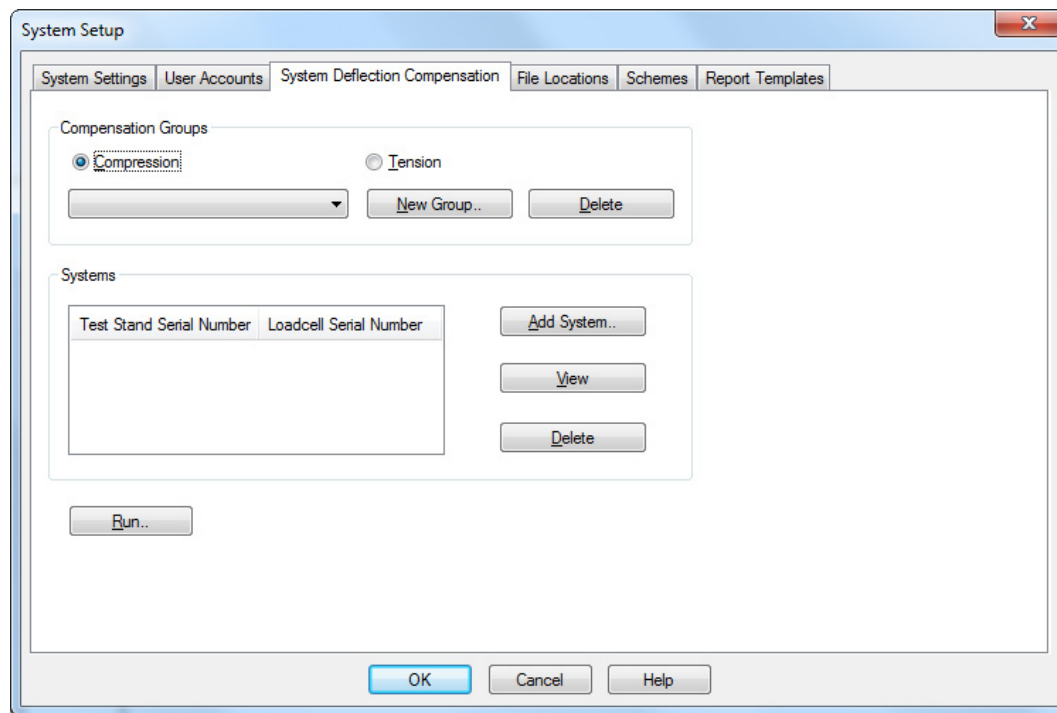 System Setup
System Settings User Accounts System Deflection Compensation File Locations Schemes Report Templates
Compensation Groups
Compression Tension
New Group.. Delete
Systems
Test Stand Serial Number Loadcell Serial Number Add System..
View
Delete
Run..
OK Cancel Help